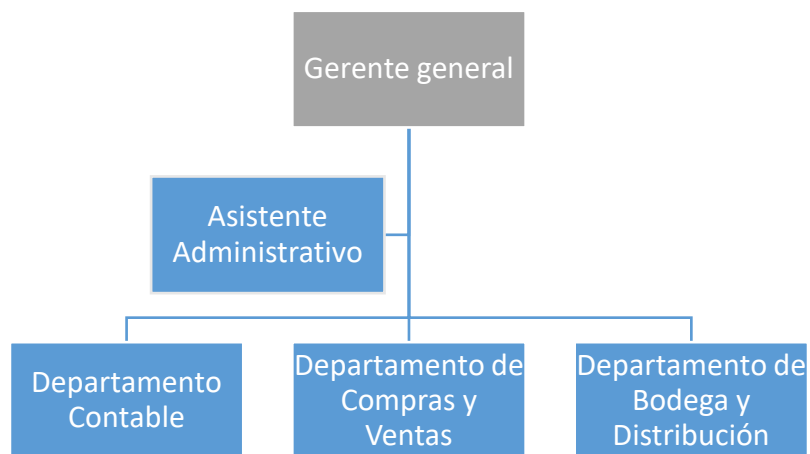 Gerente general
Asistente
Administrativo
Departamento
Contable
Departamento de
Compras y
Ventas
Departamento de
Bodega y
Distribución